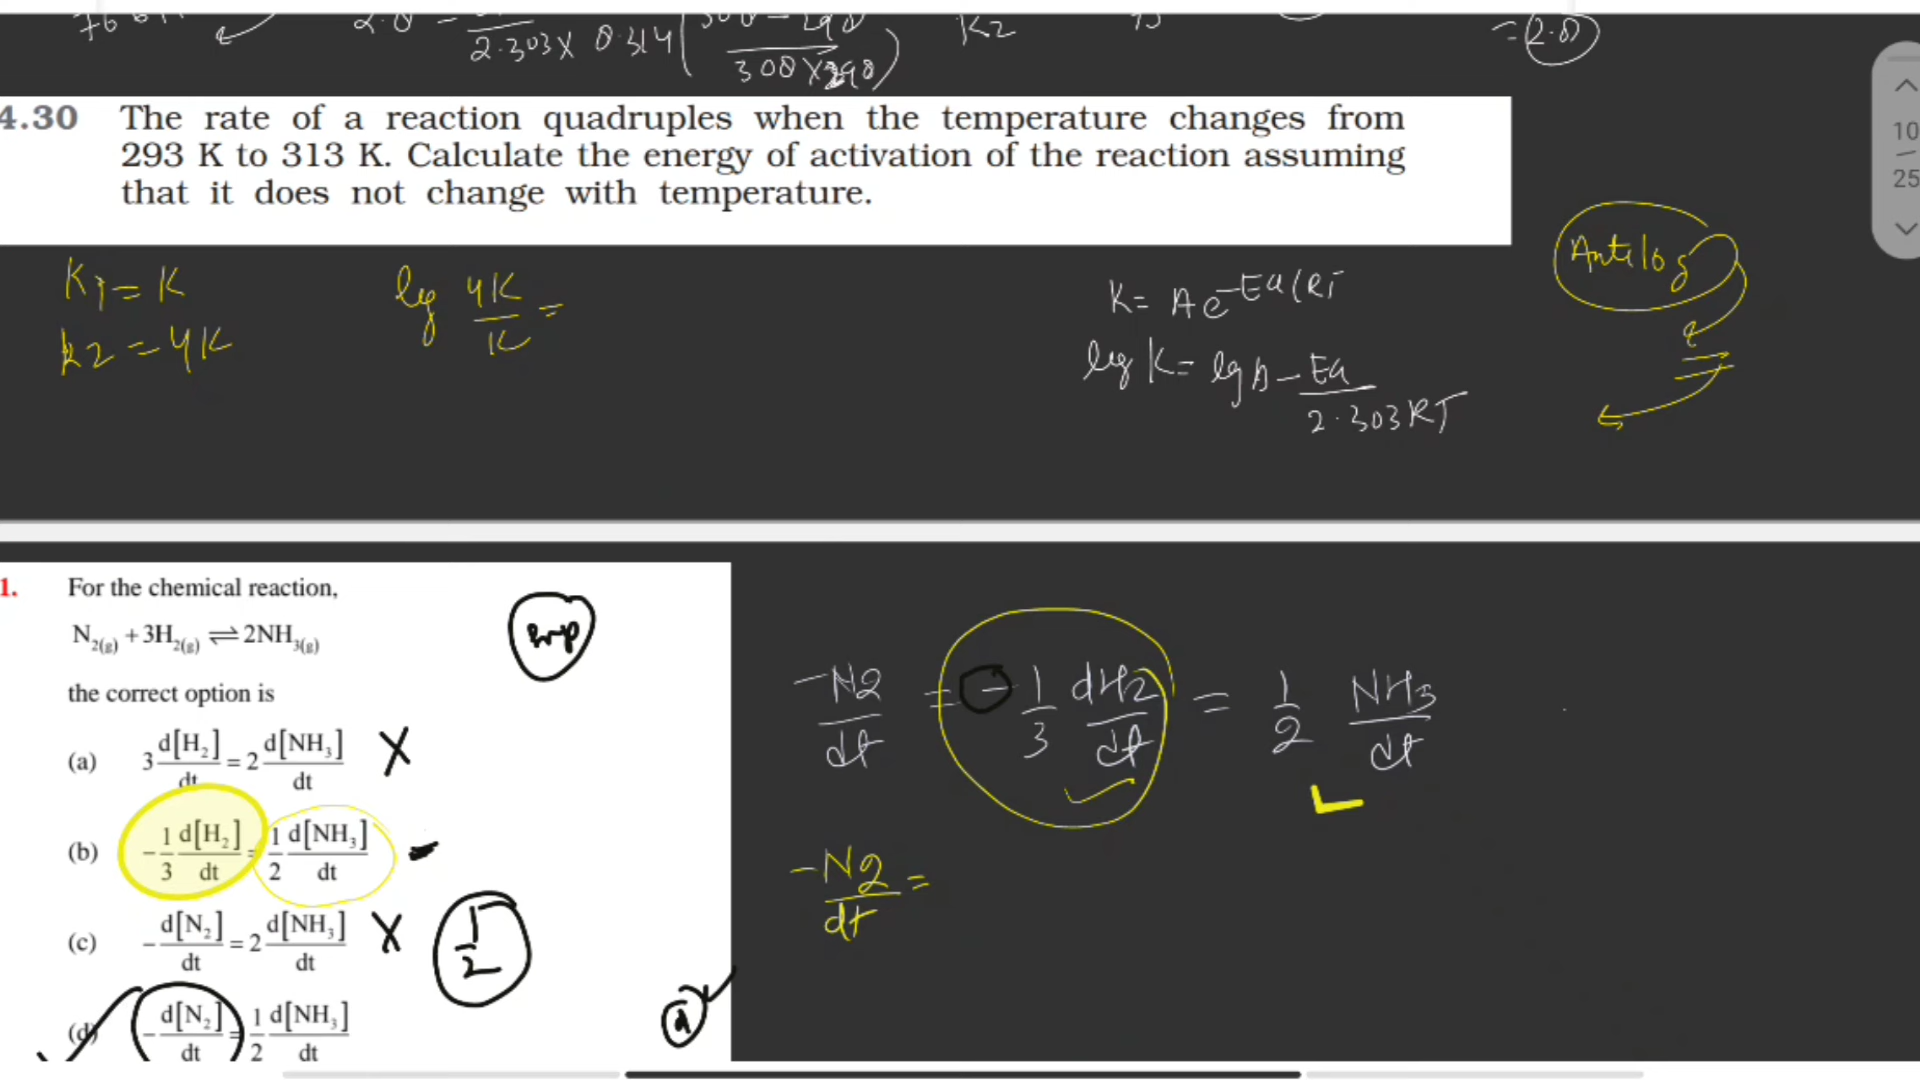 2.303 X 8.314
300 X 290
K2
= 2.0
4.30 The rate of a reaction quadruples when the temperature changes from
293 K to 313 K. Calculate the energy of activation of the reaction assuming
that it does not change with temperature.
10
25
K1 = K
k2 = 4K
log 4K/K =
K = Ae^-Ea/RT
log K = log A - Ea/2.303RT
Antilog
1. For the chemical reaction,
N2(g) + 3H2(g) ⇌ 2NH3(g)
Imp
the correct option is
(a) 3 d[H2]/dt = 2 d[NH3]/dt X
(b) -1/3 d[H2]/dt = 1/2 d[NH3]/dt
(c) - d[N2]/dt = 2 d[NH3]/dt X 1/2
(d) - d[N2]/dt = 1/2 d[NH3]/dt
d
-N2/dt = - 1/3 dH2/dt = 1/2 NH3/dt
-N2/dt =